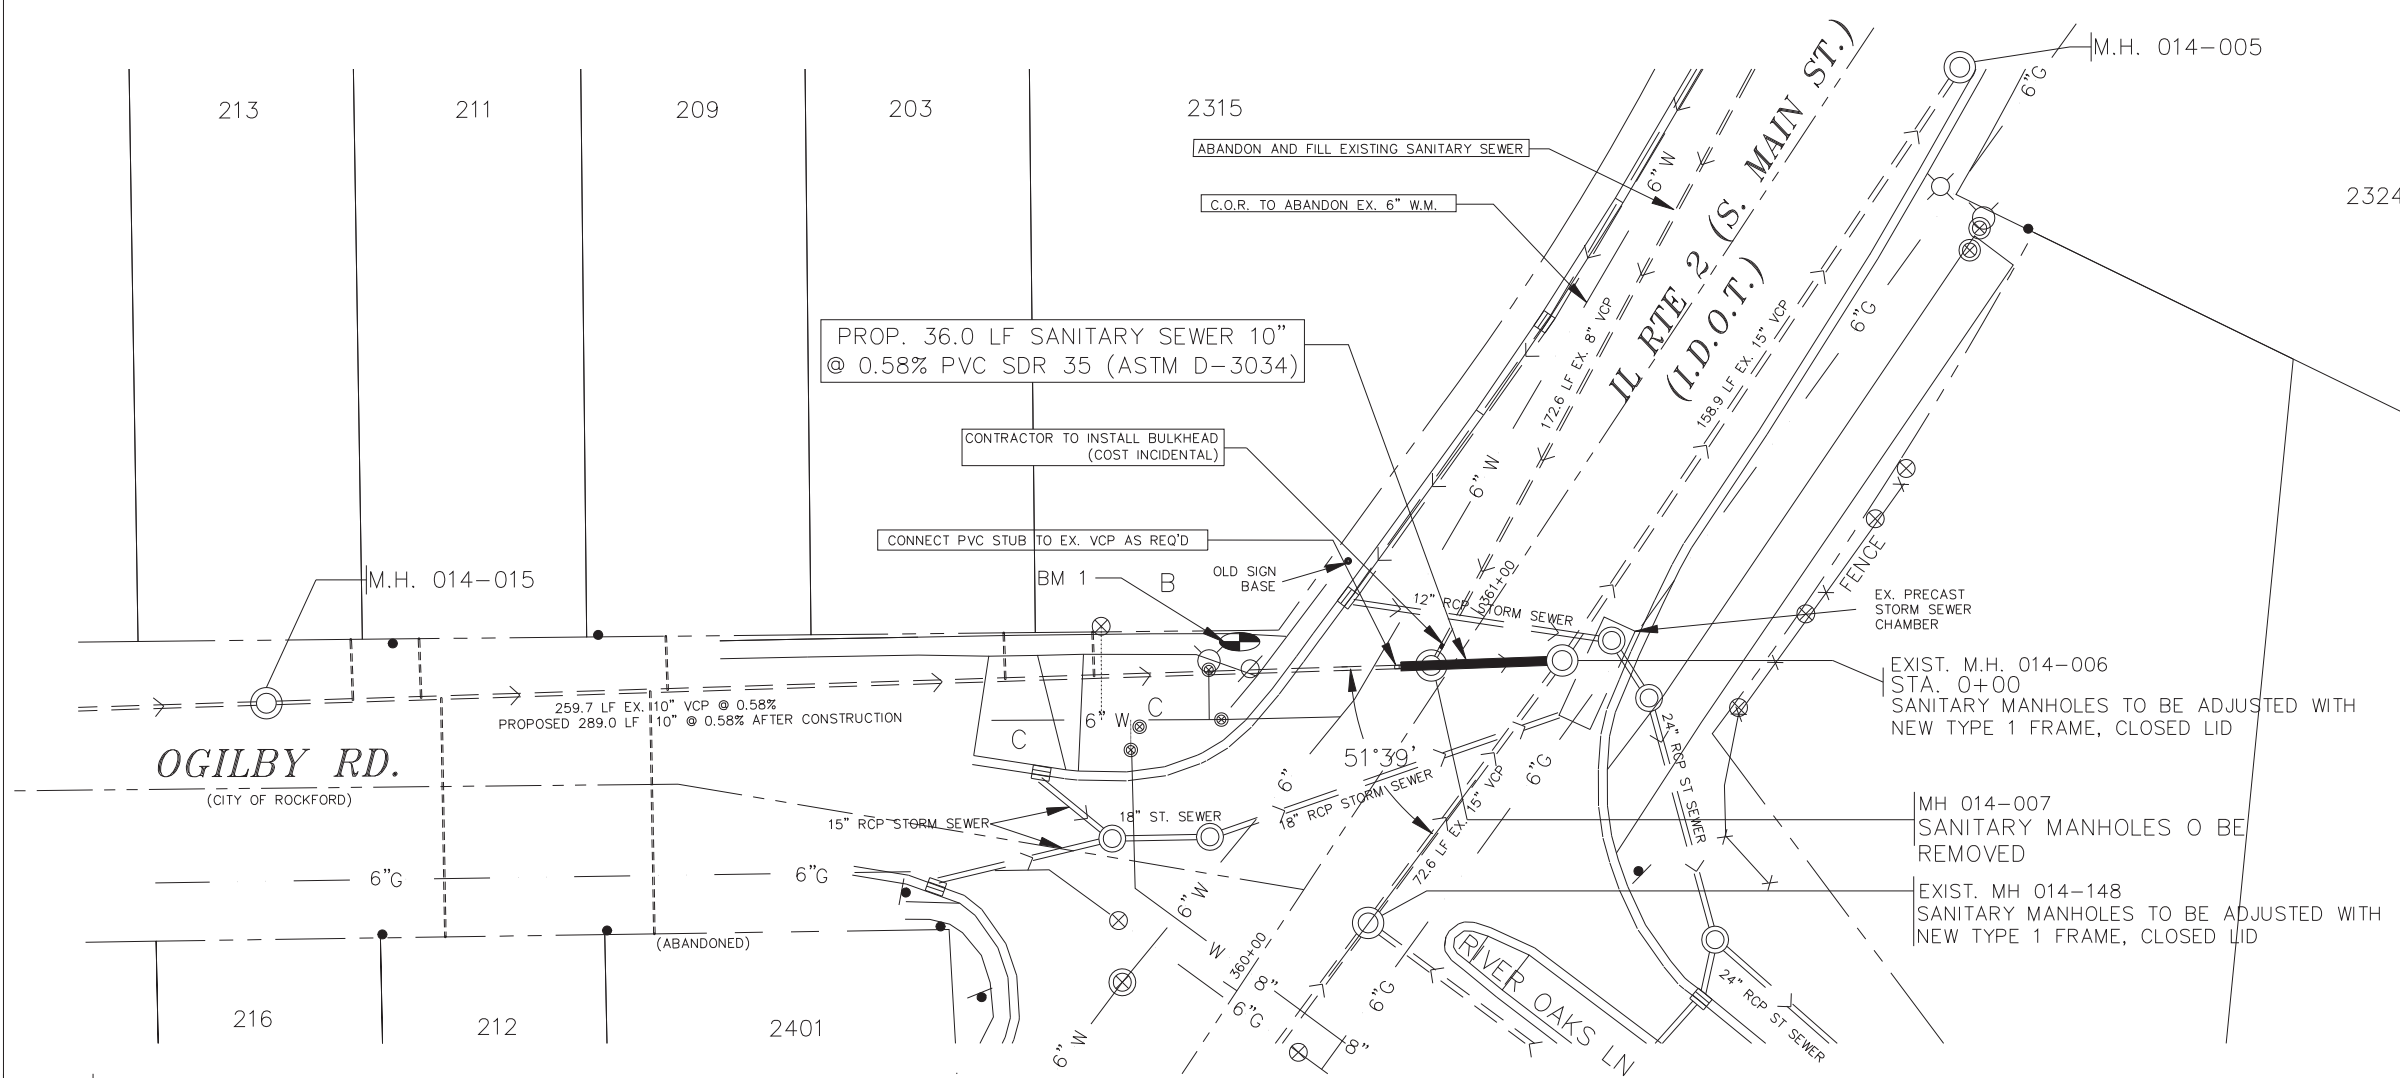 M.H. 014-005
213
211
209
203
2315
6"G
IL RTE 2 (S. MAIN ST.)
(I.D.O.T.)
ABANDON AND FILL EXISTING SANITARY SEWER
6" W
C.O.R. TO ABANDON EX. 6" W.M.
2324
PROP. 36.0 LF SANITARY SEWER 10"
@ 0.58% PVC SDR 35 (ASTM D-3034)
172.6 LF EX. 8" VCP
158.9 LF EX. 15" VCP
6"G
CONTRACTOR TO INSTALL BULKHEAD
(COST INCIDENTAL)
6" W
CONNECT PVC STUB TO EX. VCP AS REQ'D
M.H. 014-015
BM 1
B
OLD SIGN
BASE
S361+00
12" RCP STORM SEWER
FENCE
EX. PRECAST
STORM SEWER
CHAMBER
EXIST. M.H. 014-006
STA. 0+00
SANITARY MANHOLES TO BE ADJUSTED WITH
NEW TYPE 1 FRAME, CLOSED LID
259.7 LF EX. 10" VCP @ 0.58%
PROPOSED 289.0 LF 10" @ 0.58% AFTER CONSTRUCTION
6" W
C
C
OGILBY RD.
(CITY OF ROCKFORD)
51°39'
6"
6"G
24" RCP ST SEWER
15" RCP STORM SEWER
18" ST. SEWER
18" RCP STORM SEWER
72.6 LF EX. 15" VCP
MH 014-007
SANITARY MANHOLES O BE
REMOVED
6"G
6"G
6" W
EXIST. MH 014-148
SANITARY MANHOLES TO BE ADJUSTED WITH
NEW TYPE 1 FRAME, CLOSED LID
(ABANDONED)
W
360+00
8"
6"G
6"G
RIVER OAKS LN
24" RCP ST SEWER
216
212
2401
6" W
8"